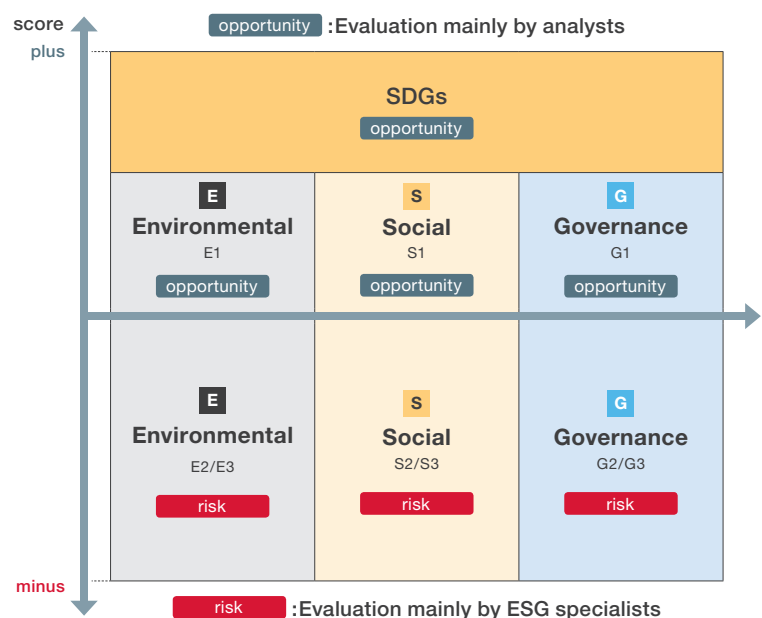 score
opportunity :Evaluation mainly by analysts
plus
SDGs
opportunity
E
Environmental
E1
opportunity
S
Social
S1
opportunity
G
Governance
G1
opportunity
E
Environmental
E2/E3
risk
S
Social
S2/S3
risk
G
Governance
G2/G3
risk
minus
risk :Evaluation mainly by ESG specialists